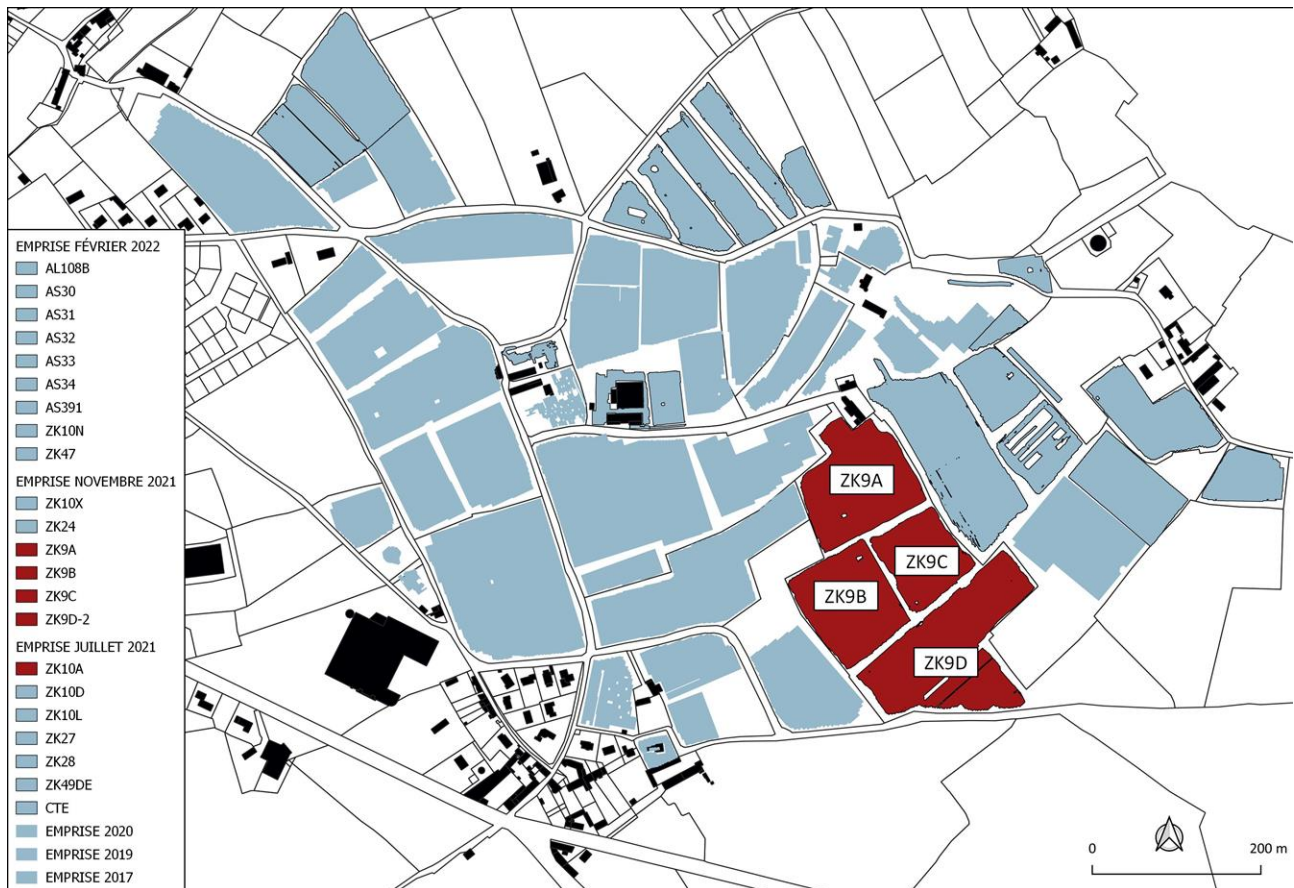 EMPRISE FÉVRIER 2022
AL108B
AS30
AS31
AS32
AS33
AS34
AS391
ZK10N
ZK47
EMPRISE NOVEMBRE 2021
ZK10X
ZK24
ZK9A
ZK9B
ZK9C
ZK9D-2
EMPRISE JUILLET 2021
ZK10A
ZK10D
ZK10L
ZK27
ZK28
ZK49DE
CTE
EMPRISE 2020
EMPRISE 2019
EMPRISE 2017
ZK9A
ZK9C
ZK9B
ZK9D
0 200 m